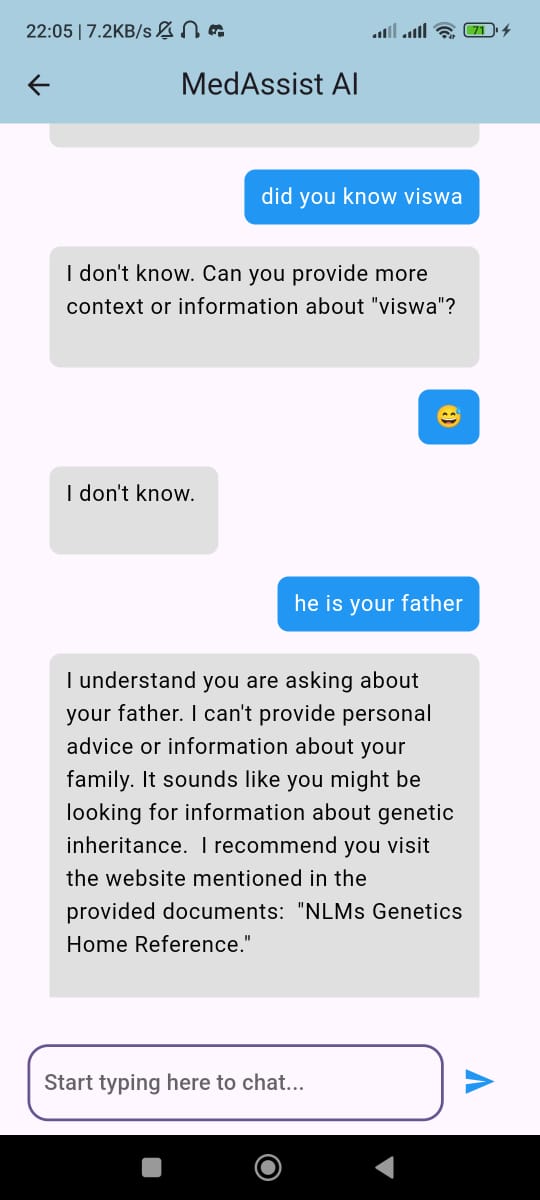 22:05 | 7.2KB/s 71
MedAssist AI
did you know viswa
I don't know. Can you provide more
context or information about "viswa"?
😅
I don't know.
he is your father
I understand you are asking about
your father. I can't provide personal
advice or information about your
family. It sounds like you might be
looking for information about genetic
inheritance.  I recommend you visit
the website mentioned in the
provided documents:  "NLMs Genetics
Home Reference."
Start typing here to chat...